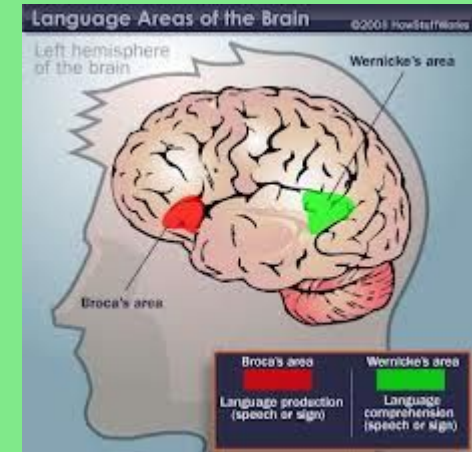 Language Areas of the Brain
©2005 HowStuffWorks
Left hemisphere
of the brain
Wernicke's area
Broca's area
Broca's area
Language production
(speech or sign)
Wernicke's area
Language
comprehension
(speech or sign)